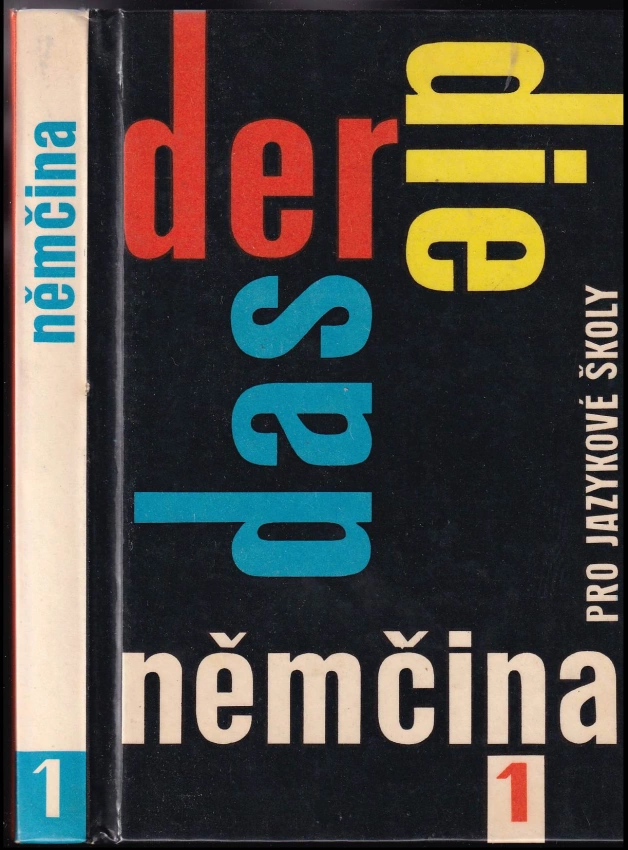 němčina
1
der
die
das
PRO JAZYKOVÉ ŠKOLY
němčina
1